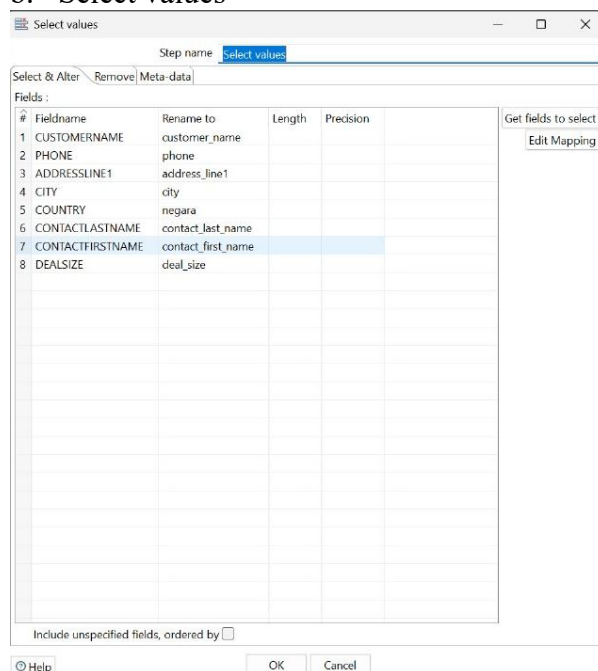 Select values
Select values
Step name Select values
Select & Alter Remove Meta-data
Fields :
# Fieldname Rename to Length Precision Get fields to select
1 CUSTOMERNAME customer_name Edit Mapping
2 PHONE phone
3 ADDRESSLINE1 address_line1
4 CITY city
5 COUNTRY negara
6 CONTACTLASTNAME contact_last_name
7 CONTACTFIRSTNAME contact_first_name
8 DEALSIZE deal_size
Include unspecified fields, ordered by
Help OK Cancel